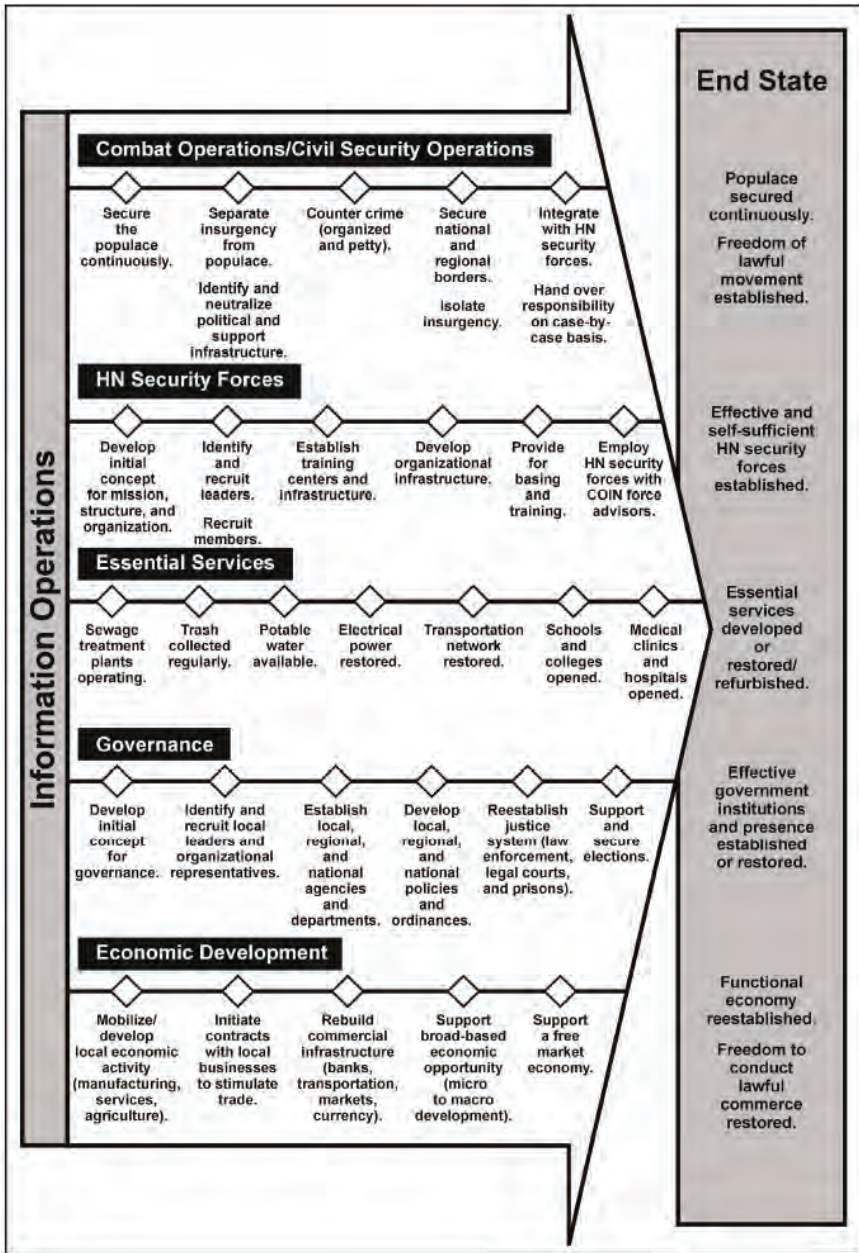 Information Operations
Combat Operations/Civil Security Operations
Secure
the
populace
continuously.
Separate
insurgency
from
populace.
Identify and
neutralize
political and
support
infrastructure.
Counter crime
(organized
and petty).
Secure
national
and
regional
borders.
Isolate
insurgency.
Integrate
with HN
security
forces.
Hand over
responsibility
on case-by-
case basis.
HN Security Forces
Develop
initial
concept
for mission,
structure, and
organization.
Identify
and
recruit
leaders.
Recruit
members.
Establish
training
centers and
infrastructure.
Develop
organizational
infrastructure.
Provide
for
basing
and
training.
Employ
HN security
forces with
COIN force
advisors.
Essential Services
Sewage
treatment
plants
operating.
Trash
collected
regularly.
Potable
water
available.
Electrical
power
restored.
Transportation
network
restored.
Schools
and
colleges
opened.
Medical
clinics
and
hospitals
opened.
Governance
Develop
initial
concept
for
governance.
Identify and
recruit local
leaders and
organizational
representatives.
Establish
local,
regional,
and
national
agencies
and
departments.
Develop
local,
regional,
and
national
policies
and
ordinances.
Reestablish
justice
system (law
enforcement,
legal courts,
and prisons).
Support
and
secure
elections.
Economic Development
Mobilize/
develop
local economic
activity
(manufacturing,
services,
agriculture).
Initiate
contracts
with local
businesses
to stimulate
trade.
Rebuild
commercial
infrastructure
(banks,
transportation,
markets,
currency).
Support
broad-based
economic
opportunity
(micro
to macro
development).
Support
a free
market
economy.
End State
Populace
secured
continuously.
Freedom of
lawful
movement
established.
Effective and
self-sufficient
HN security
forces
established.
Essential
services
developed
or
restored/
refurbished.
Effective
government
institutions
and presence
established
or restored.
Functional
economy
reestablished.
Freedom to
conduct
lawful
commerce
restored.